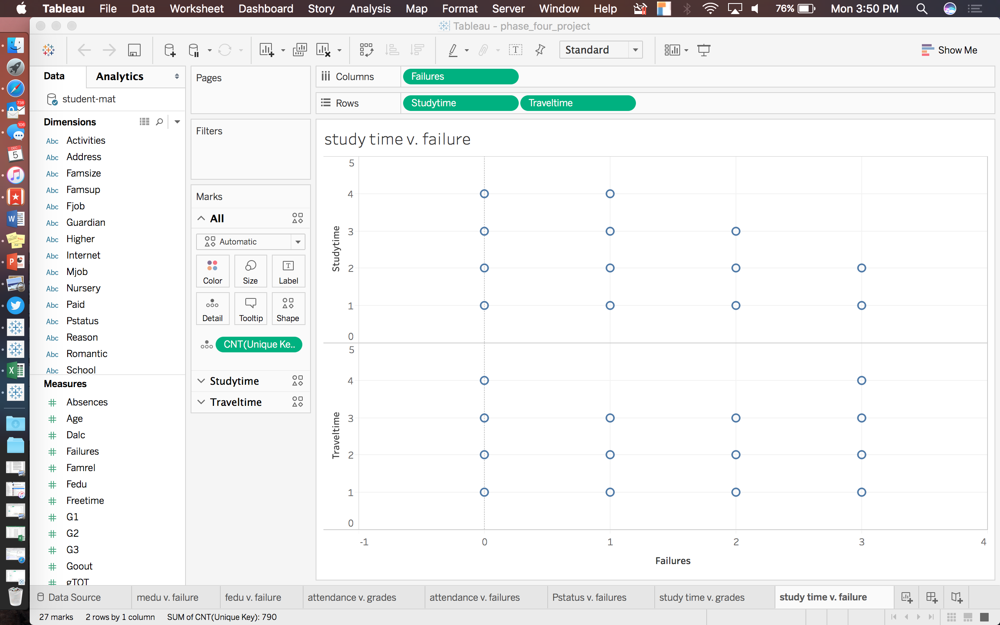 Tableau File Data Worksheet Dashboard Story Analysis Map Format Server Window Help 76% Mon 3:50 PM
Tableau - phase_four_project
Standard
Show Me
Data
Analytics
student-mat
Dimensions
Abc Activities
Abc Address
Abc Famsize
Abc Famsup
Abc Fjob
Abc Guardian
Abc Higher
Abc Internet
Abc Mjob
Abc Nursery
Abc Paid
Abc Pstatus
Abc Reason
Abc Romantic
Abc School
Measures
# Absences
# Age
# Dalc
# Failures
# Famrel
# Fedu
# Freetime
# G1
# G2
# G3
# Goout
# gTOT
Pages
Filters
Marks
All
Automatic
Color Size Label
Detail Tooltip Shape
CNT(Unique Ke..
Studytime
Traveltime
Columns Failures
Rows Studytime Traveltime
study time v. failure
5
4
3
2
1
0
Studytime
5
4
3
2
1
0
Traveltime
-1 0 1 2 3 4
Failures
738
106
DEC
5
Data Source medu v. failure fedu v. failure attendance v. grades attendance v. failures Pstatus v. failures study time v. grades study time v. failure
27 marks 2 rows by 1 column SUM of CNT(Unique Key): 790